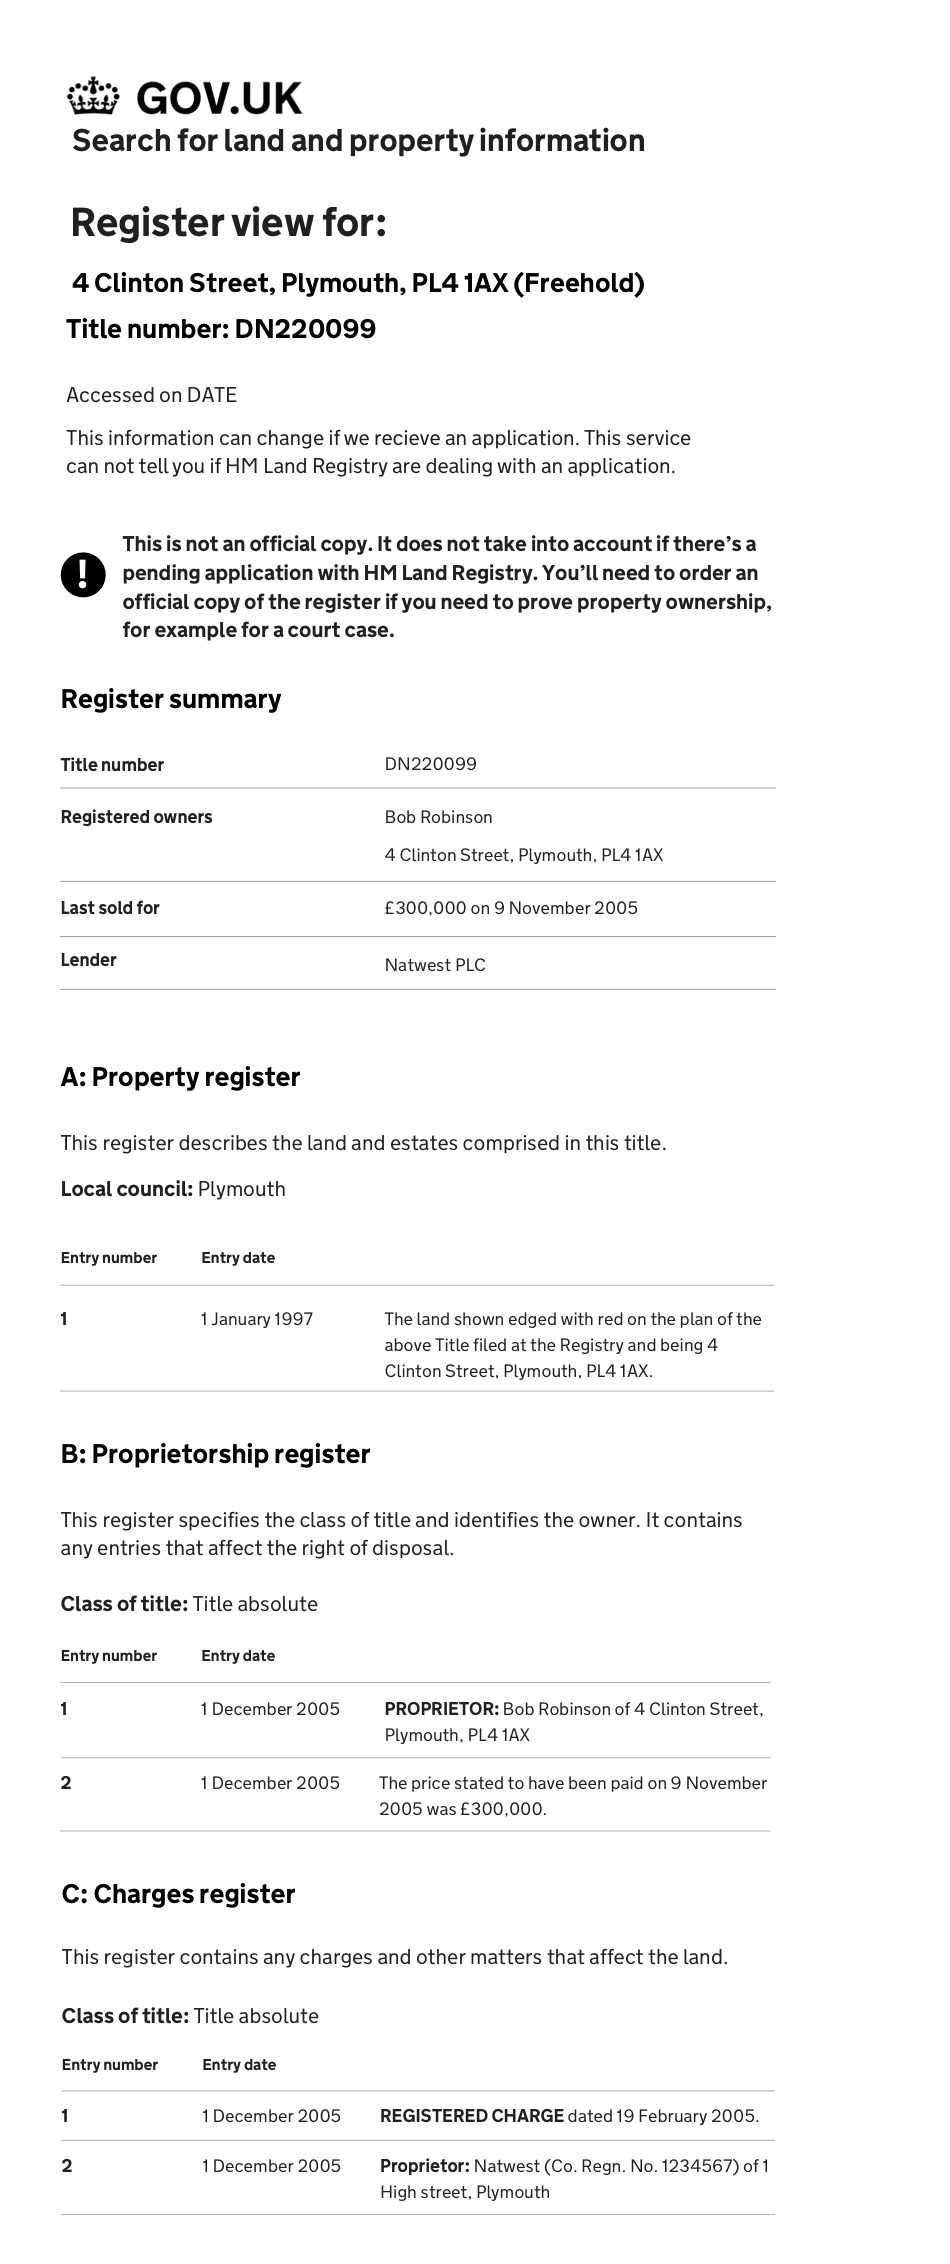 GOV.UK
Search for land and property information
Register view for:
4 Clinton Street, Plymouth, PL4 1AX (Freehold)
Title number: DN220099
Accessed on DATE
This information can change if we recieve an application. This service
can not tell you if HM Land Registry are dealing with an application.
This is not an official copy. It does not take into account if there’s a
pending application with HM Land Registry. You’ll need to order an
official copy of the register if you need to prove property ownership,
for example for a court case.
Register summary
Title number DN220099
Registered owners Bob Robinson
4 Clinton Street, Plymouth, PL4 1AX
Last sold for £300,000 on 9 November 2005
Lender Natwest PLC
A: Property register
This register describes the land and estates comprised in this title.
Local council: Plymouth
Entry number Entry date
1 1 January 1997 The land shown edged with red on the plan of the
above Title filed at the Registry and being 4
Clinton Street, Plymouth, PL4 1AX.
B: Proprietorship register
This register specifies the class of title and identifies the owner. It contains
any entries that affect the right of disposal.
Class of title: Title absolute
Entry number Entry date
1 1 December 2005 PROPRIETOR: Bob Robinson of 4 Clinton Street,
Plymouth, PL4 1AX
2 1 December 2005 The price stated to have been paid on 9 November
2005 was £300,000.
C: Charges register
This register contains any charges and other matters that affect the land.
Class of title: Title absolute
Entry number Entry date
1 1 December 2005 REGISTERED CHARGE dated 19 February 2005.
2 1 December 2005 Proprietor: Natwest (Co. Regn. No. 1234567) of 1
High street, Plymouth